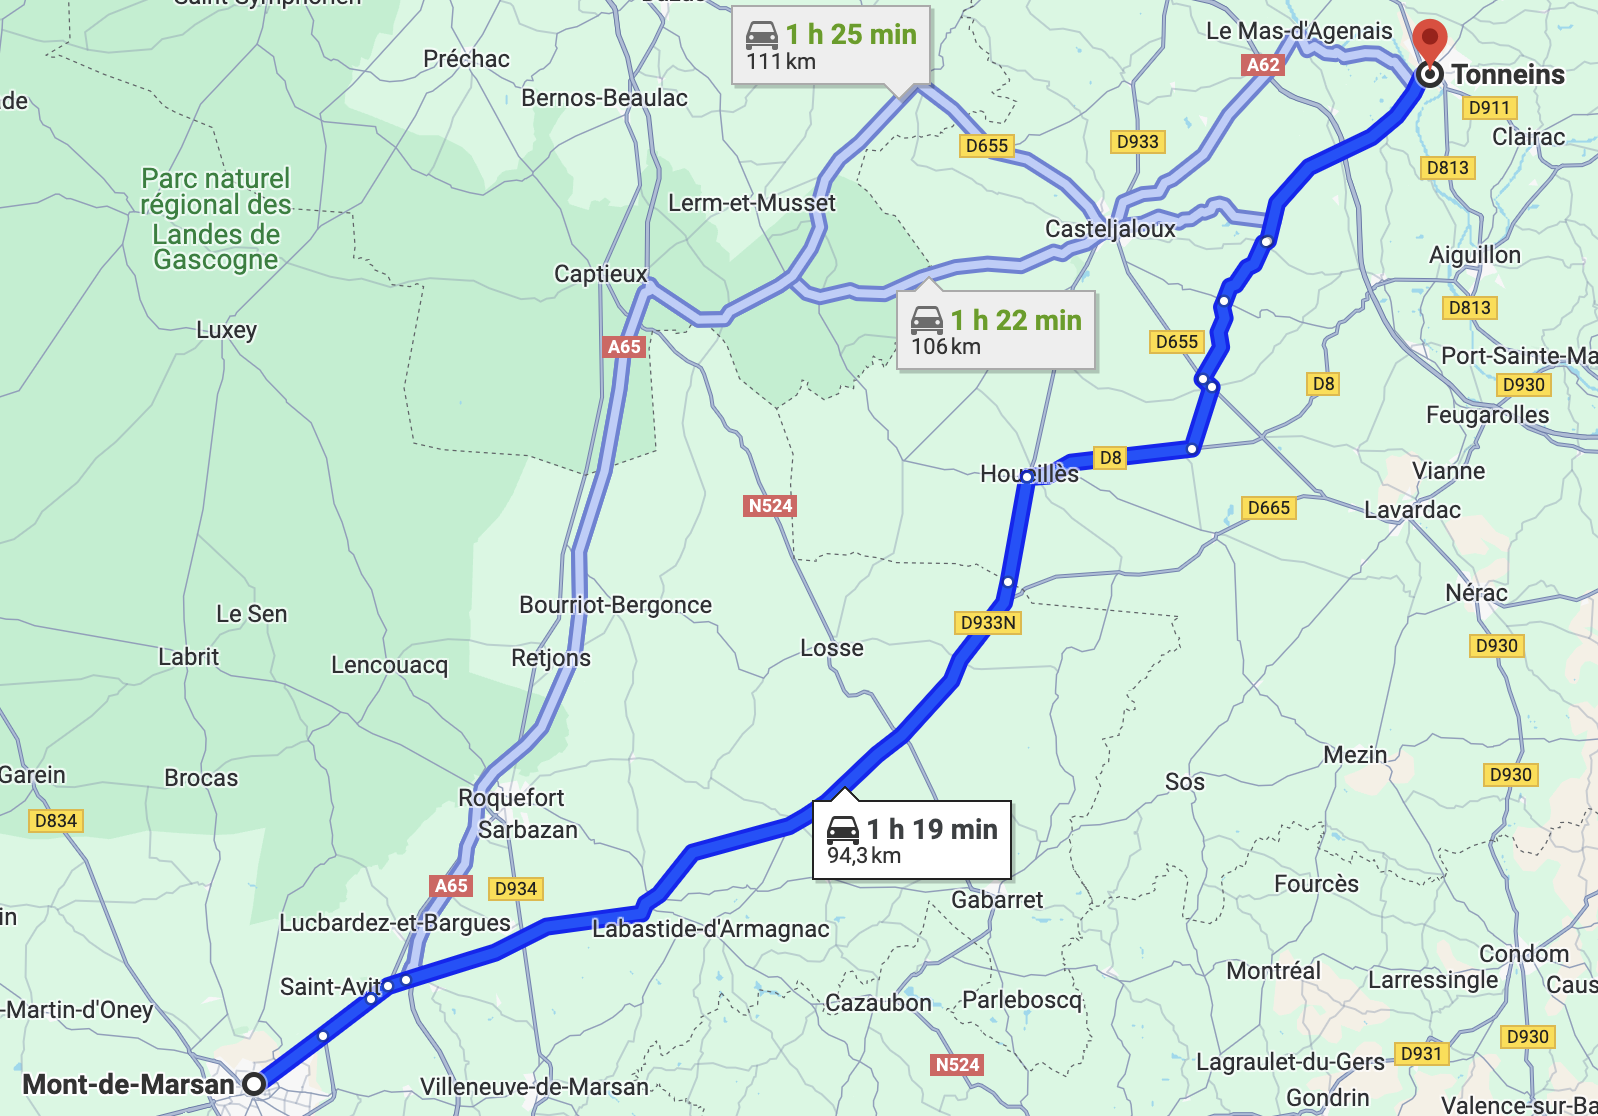 Préchac
Bernos-Beaulac
1 h 25 min
111 km
Le Mas-d'Agenais
A62
Tonneins
D911
Clairac
D655
D933
D813
Parc naturel
régional des
Landes de
Gascogne
Lerm-et-Musset
Casteljaloux
Aiguillon
Captieux
Luxey
A65
1 h 22 min
106 km
D813
D655
D8
Port-Sainte-Ma
D930
Feugarolles
Houeillès
D8
Vianne
N524
D665
Lavardac
Nérac
Le Sen
Bourriot-Bergonce
D933N
Labrit
Lencouacq
Retjons
Losse
D930
Mezin
Garein
Brocas
Roquefort
Sos
D930
D834
Sarbazan
1 h 19 min
94,3 km
A65
D934
Gabarret
Fourcès
in
Lucbardez-et-Bargues
Labastide-d'Armagnac
Condom
Saint-Avit
Montréal
Larressingle
Caus
-Martin-d'Oney
Cazaubon
Parleboscq
D930
D931
N524
Lagraulet-du-Gers
Mont-de-Marsan
Villeneuve-de-Marsan
Gondrin
Valence-sur-Ba